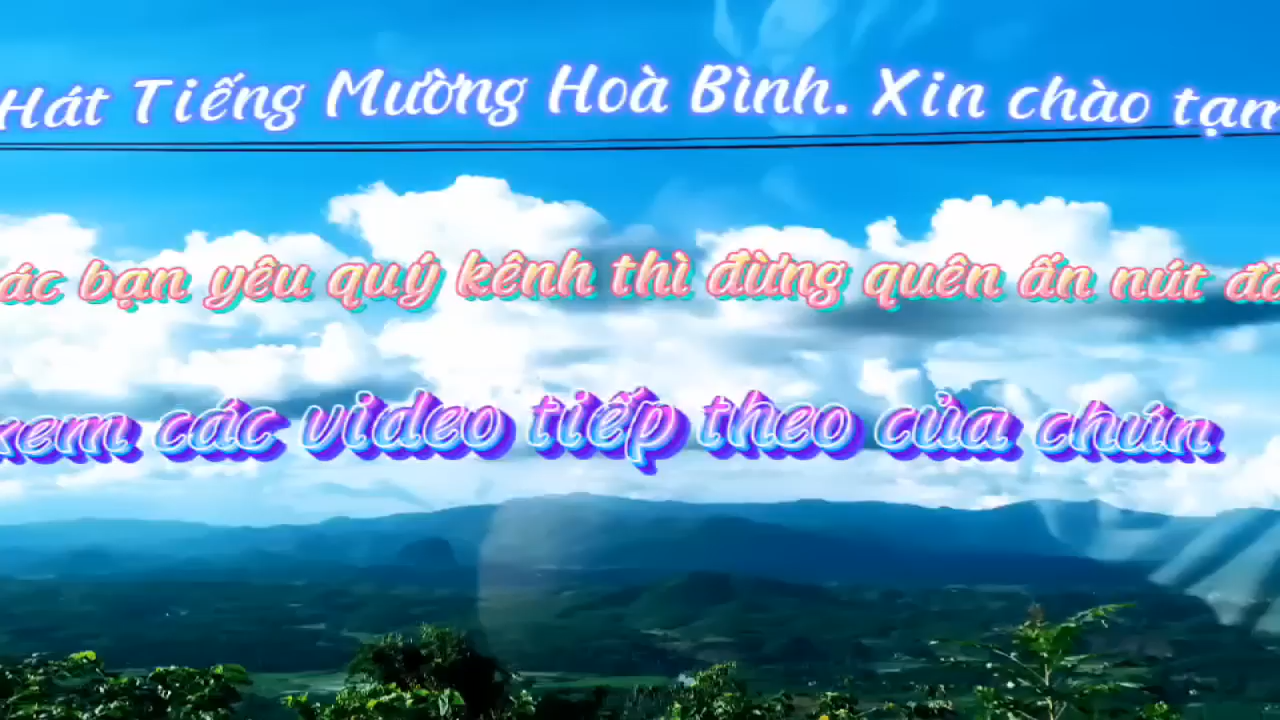 Hát Tiếng Mường Hoà Bình. Xin chào tạm
ác bạn yêu quý kênh thì đừng quên ấn nút
xem các video tiếp theo của chún